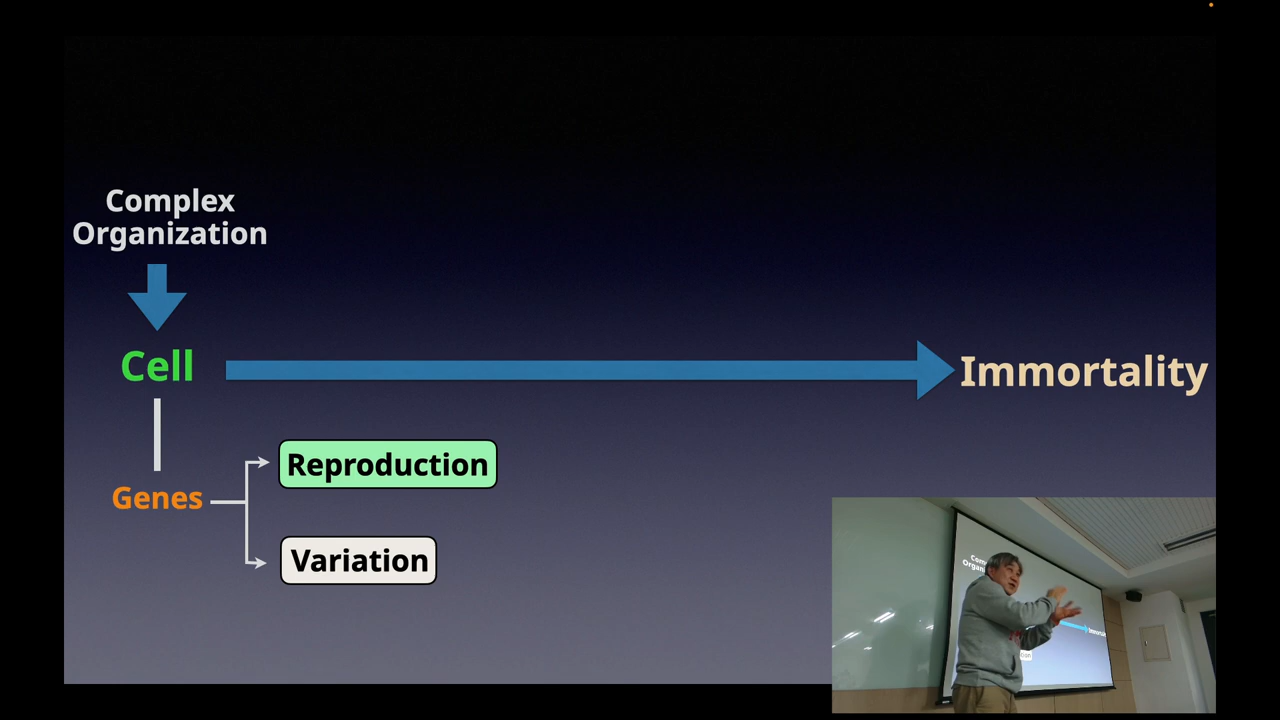 Complex
Organization
Cell
Immortality
Reproduction
Genes
Variation